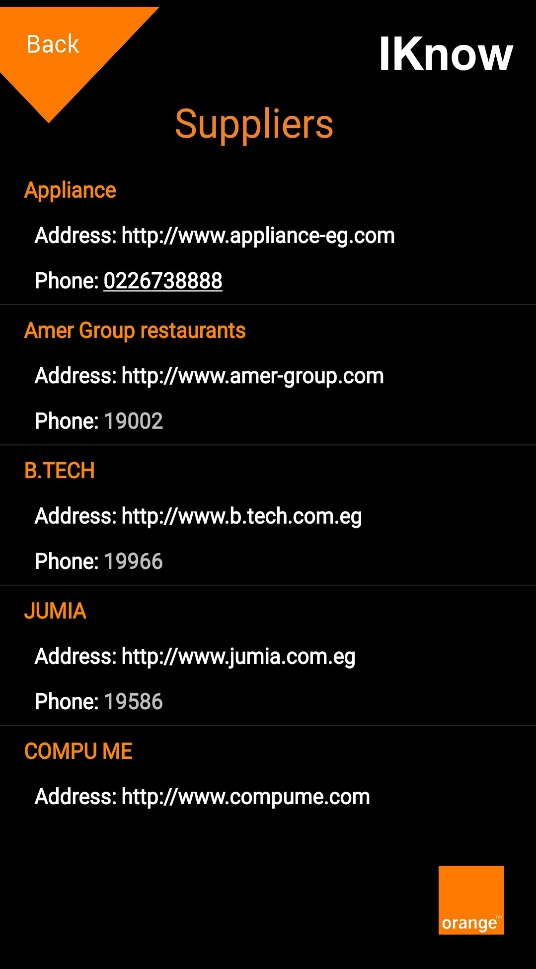 Back
IKnow
Suppliers
Appliance
Address: http://www.appliance-eg.com
Phone: 0226738888
Amer Group restaurants
Address: http://www.amer-group.com
Phone: 19002
B.TECH
Address: http://www.b.tech.com.eg
Phone: 19966
JUMIA
Address: http://www.jumia.com.eg
Phone: 19586
COMPU ME
Address: http://www.compume.com
orange™